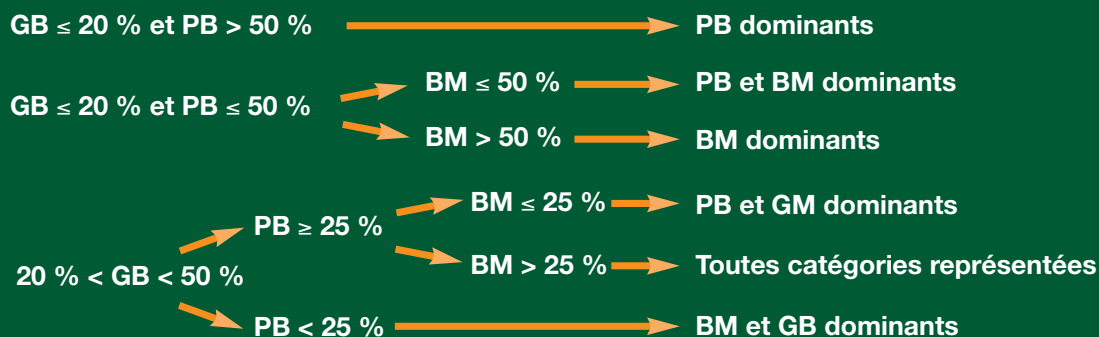 GB ≤ 20 % et PB > 50 % PB dominants
BM ≤ 50 % PB et BM dominants
GB ≤ 20 % et PB ≤ 50 %
BM > 50 % BM dominants
BM ≤ 25 % PB et GM dominants
PB ≥ 25 %
BM > 25 % Toutes catégories représentées
20 % < GB < 50 %
PB < 25 % BM et GB dominants